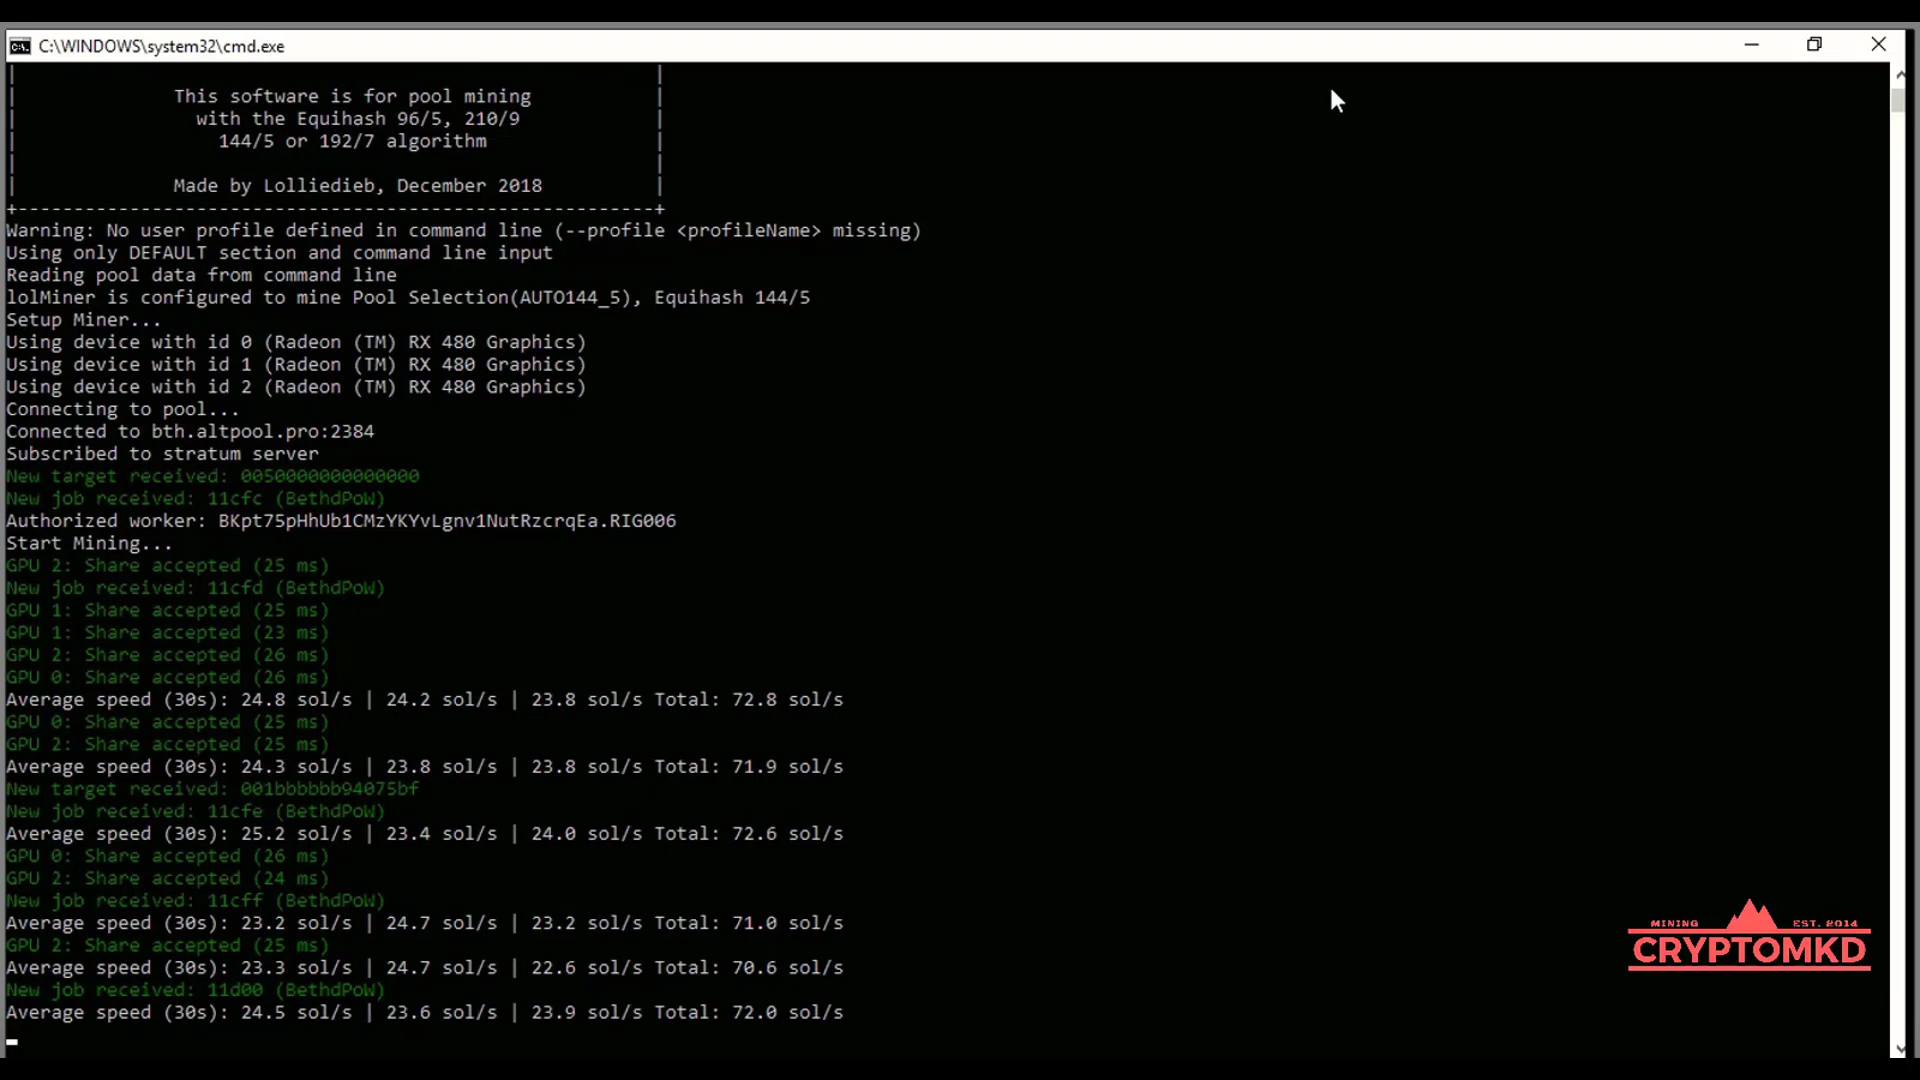 C:\WINDOWS\system32\cmd.exe
This software is for pool mining
with the Equihash 96/5, 210/9
144/5 or 192/7 algorithm
Made by Lolliedieb, December 2018
+---------------------------------------------------------+
Warning: No user profile defined in command line (--profile <profileName> missing)
Using only DEFAULT section and command line input
Reading pool data from command line
lolMiner is configured to mine Pool Selection(AUTO144_5), Equihash 144/5
Setup Miner...
Using device with id 0 (Radeon (TM) RX 480 Graphics)
Using device with id 1 (Radeon (TM) RX 480 Graphics)
Using device with id 2 (Radeon (TM) RX 480 Graphics)
Connecting to pool...
Connected to bth.altpool.pro:2384
Subscribed to stratum server
New target received: 0050000000000000
New job received: 11cfc (BethdPoW)
Authorized worker: BKpt75pHhUb1CMzYKYvLgnv1NutRzcrqEa.RIG006
Start Mining...
GPU 2: Share accepted (25 ms)
New job received: 11cfd (BethdPoW)
GPU 1: Share accepted (25 ms)
GPU 1: Share accepted (23 ms)
GPU 2: Share accepted (26 ms)
GPU 0: Share accepted (26 ms)
Average speed (30s): 24.8 sol/s | 24.2 sol/s | 23.8 sol/s Total: 72.8 sol/s
GPU 0: Share accepted (25 ms)
GPU 2: Share accepted (25 ms)
Average speed (30s): 24.3 sol/s | 23.8 sol/s | 23.8 sol/s Total: 71.9 sol/s
New target received: 001bbbbbb94075bf
New job received: 11cfe (BethdPoW)
Average speed (30s): 25.2 sol/s | 23.4 sol/s | 24.0 sol/s Total: 72.6 sol/s
GPU 0: Share accepted (26 ms)
GPU 2: Share accepted (24 ms)
New job received: 11cff (BethdPoW)
Average speed (30s): 23.2 sol/s | 24.7 sol/s | 23.2 sol/s Total: 71.0 sol/s
GPU 2: Share accepted (25 ms)
Average speed (30s): 23.3 sol/s | 24.7 sol/s | 22.6 sol/s Total: 70.6 sol/s
New job received: 11d00 (BethdPoW)
Average speed (30s): 24.5 sol/s | 23.6 sol/s | 23.9 sol/s Total: 72.0 sol/s
MINING EST. 2014
CRYPTOMKD